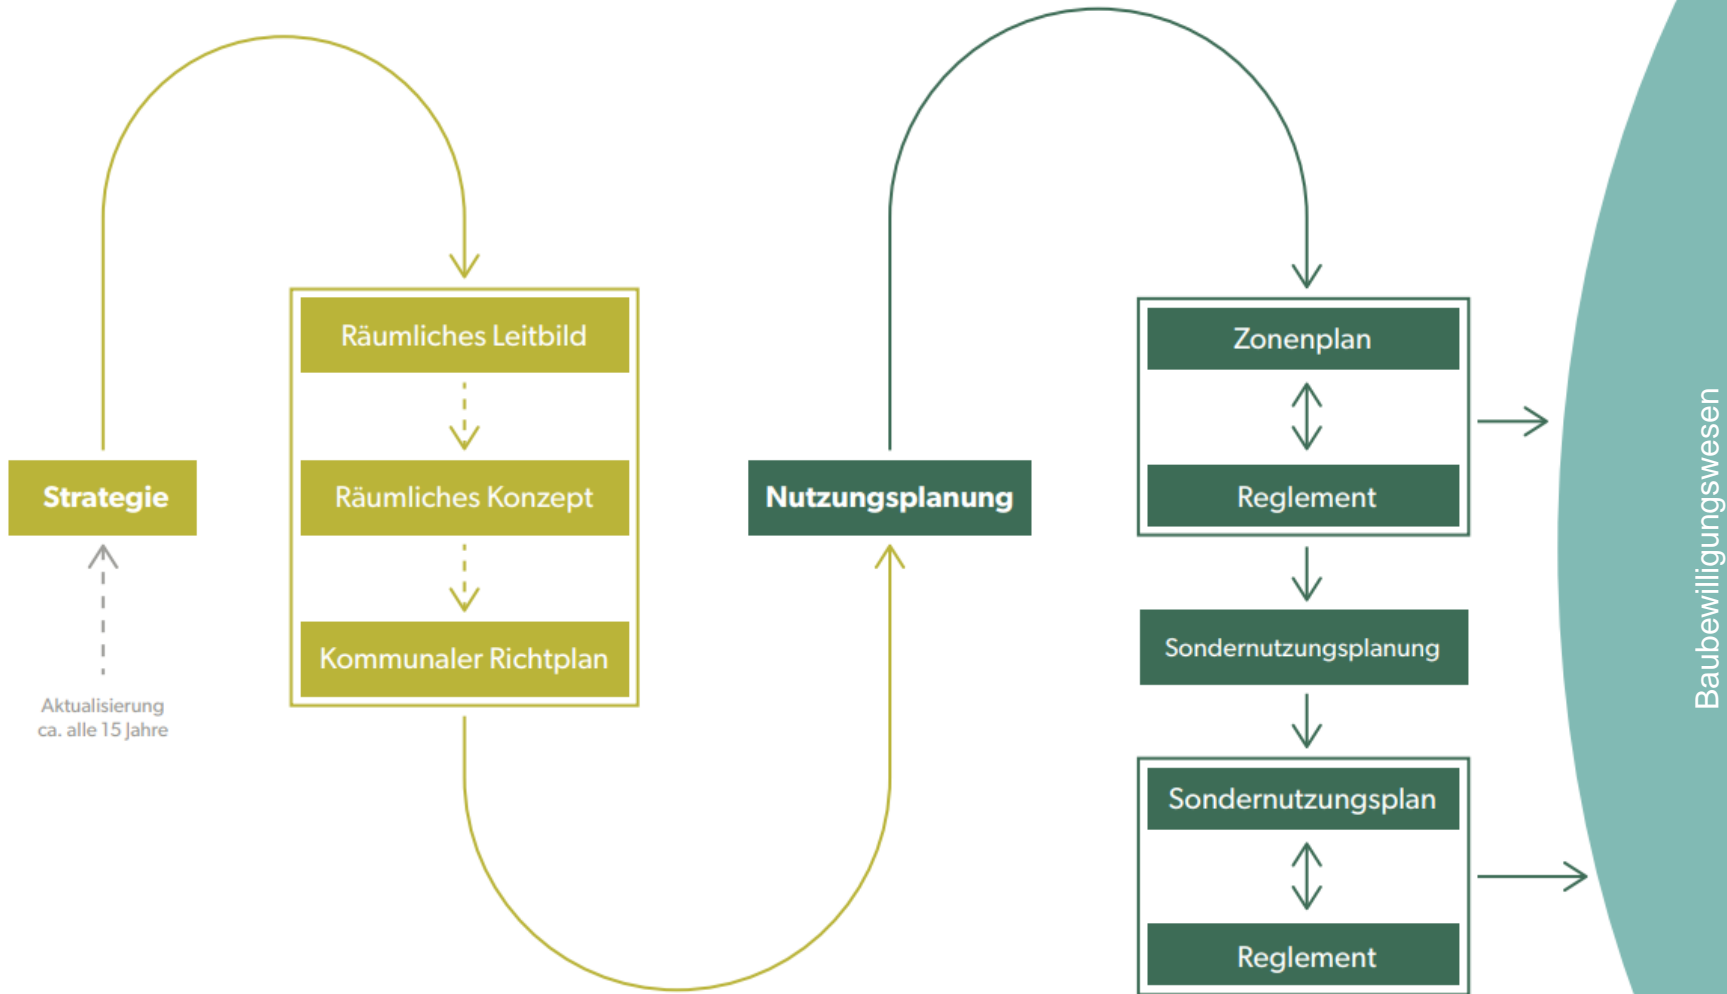 Strategie
Aktualisierung
ca. alle 15 Jahre
Räumliches Leitbild
Räumliches Konzept
Kommunaler Richtplan
Nutzungsplanung
Zonenplan
Reglement
Sondernutzungsplanung
Sondernutzungsplan
Reglement
Baubewilligungswesen